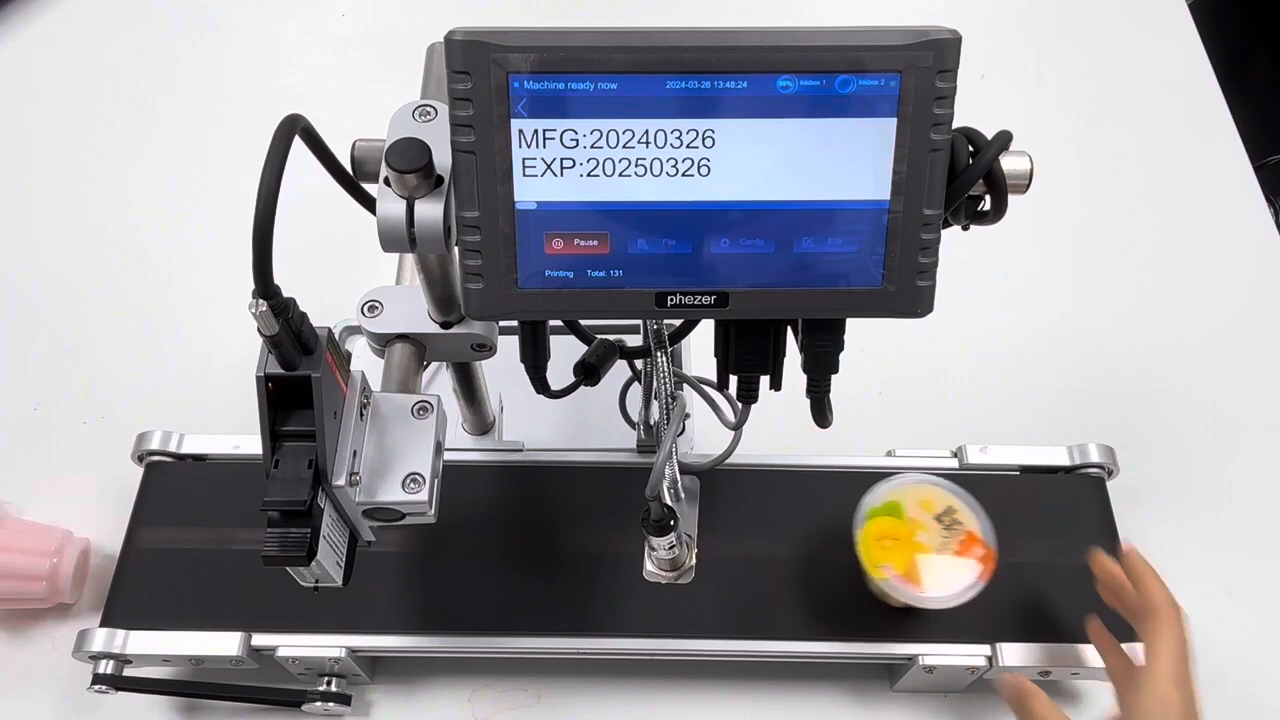 Machine ready now 2024-03-26 13:48:24 99% Inkbox 1 Inkbox 2
MFG:20240326
EXP:20250326
Pause File Config Edit
Printing Total: 131
phezer